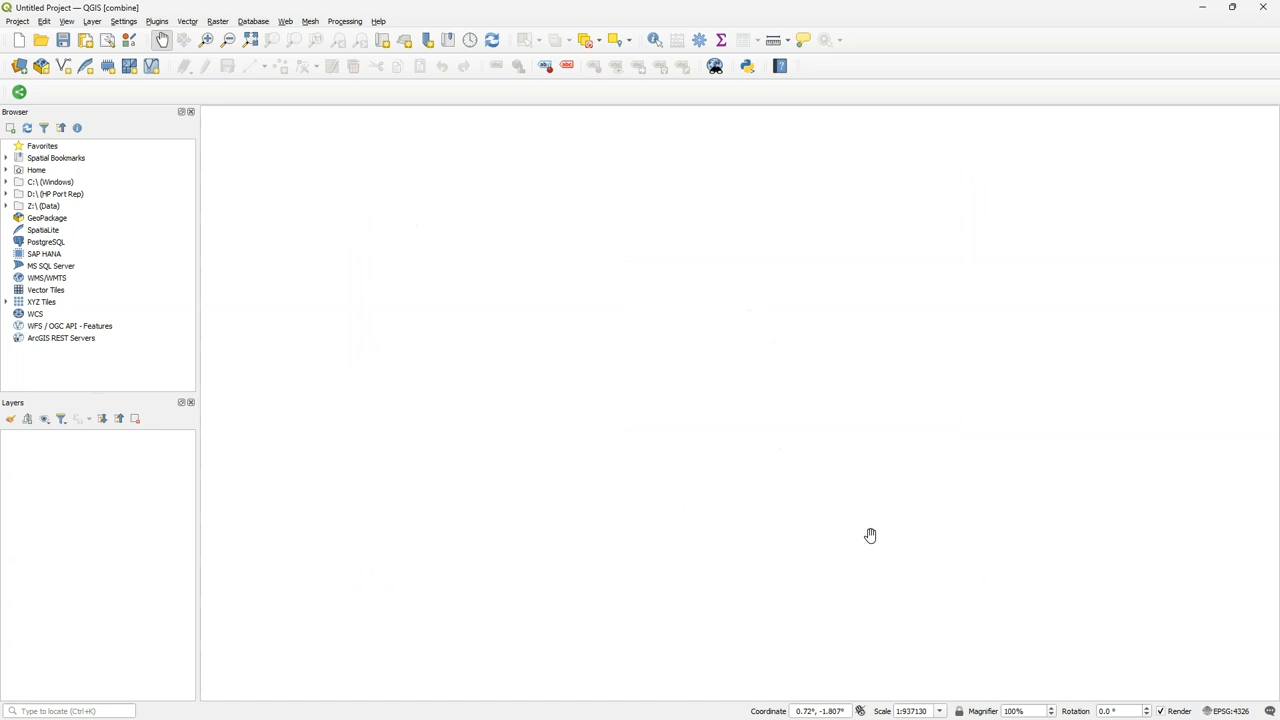 Untitled Project — QGIS [combine]
Project Edit View Layer Settings Plugins Vector Raster Database Web Mesh Processing Help
Browser
Favorites
Spatial Bookmarks
Home
C:\ (Windows)
D:\ (HP Port Rep)
Z:\ (Data)
GeoPackage
SpatiaLite
PostgreSQL
SAP HANA
MS SQL Server
WMS/WMTS
Vector Tiles
XYZ Tiles
WCS
WFS / OGC API - Features
ArcGIS REST Servers
Layers
Type to locate (Ctrl+K) Coordinate 0.72°, -1.807° Scale 1:937130 Magnifier 100% Rotation 0.0 ° Render EPSG:4326